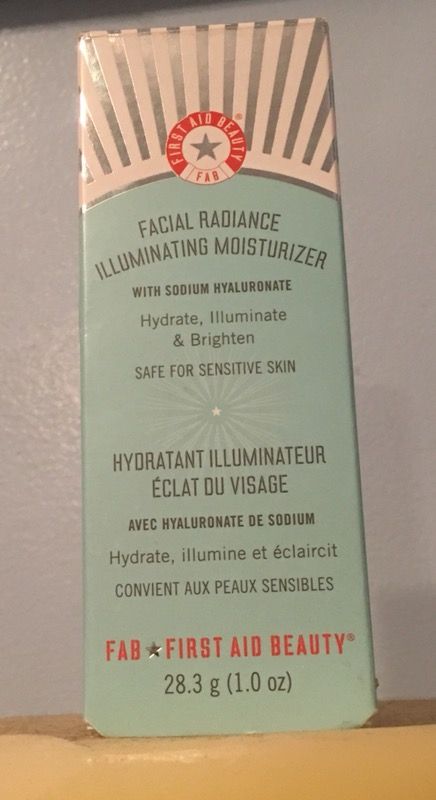 FIRST AID BEAUTY®
FAB
FACIAL RADIANCE
ILLUMINATING MOISTURIZER
WITH SODIUM HYALURONATE
Hydrate, Illuminate
& Brighten
SAFE FOR SENSITIVE SKIN
HYDRATANT ILLUMINATEUR
ÉCLAT DU VISAGE
AVEC HYALURONATE DE SODIUM
Hydrate, illumine et éclaircit
CONVIENT AUX PEAUX SENSIBLES
FAB★FIRST AID BEAUTY®
28.3 g (1.0 oz)